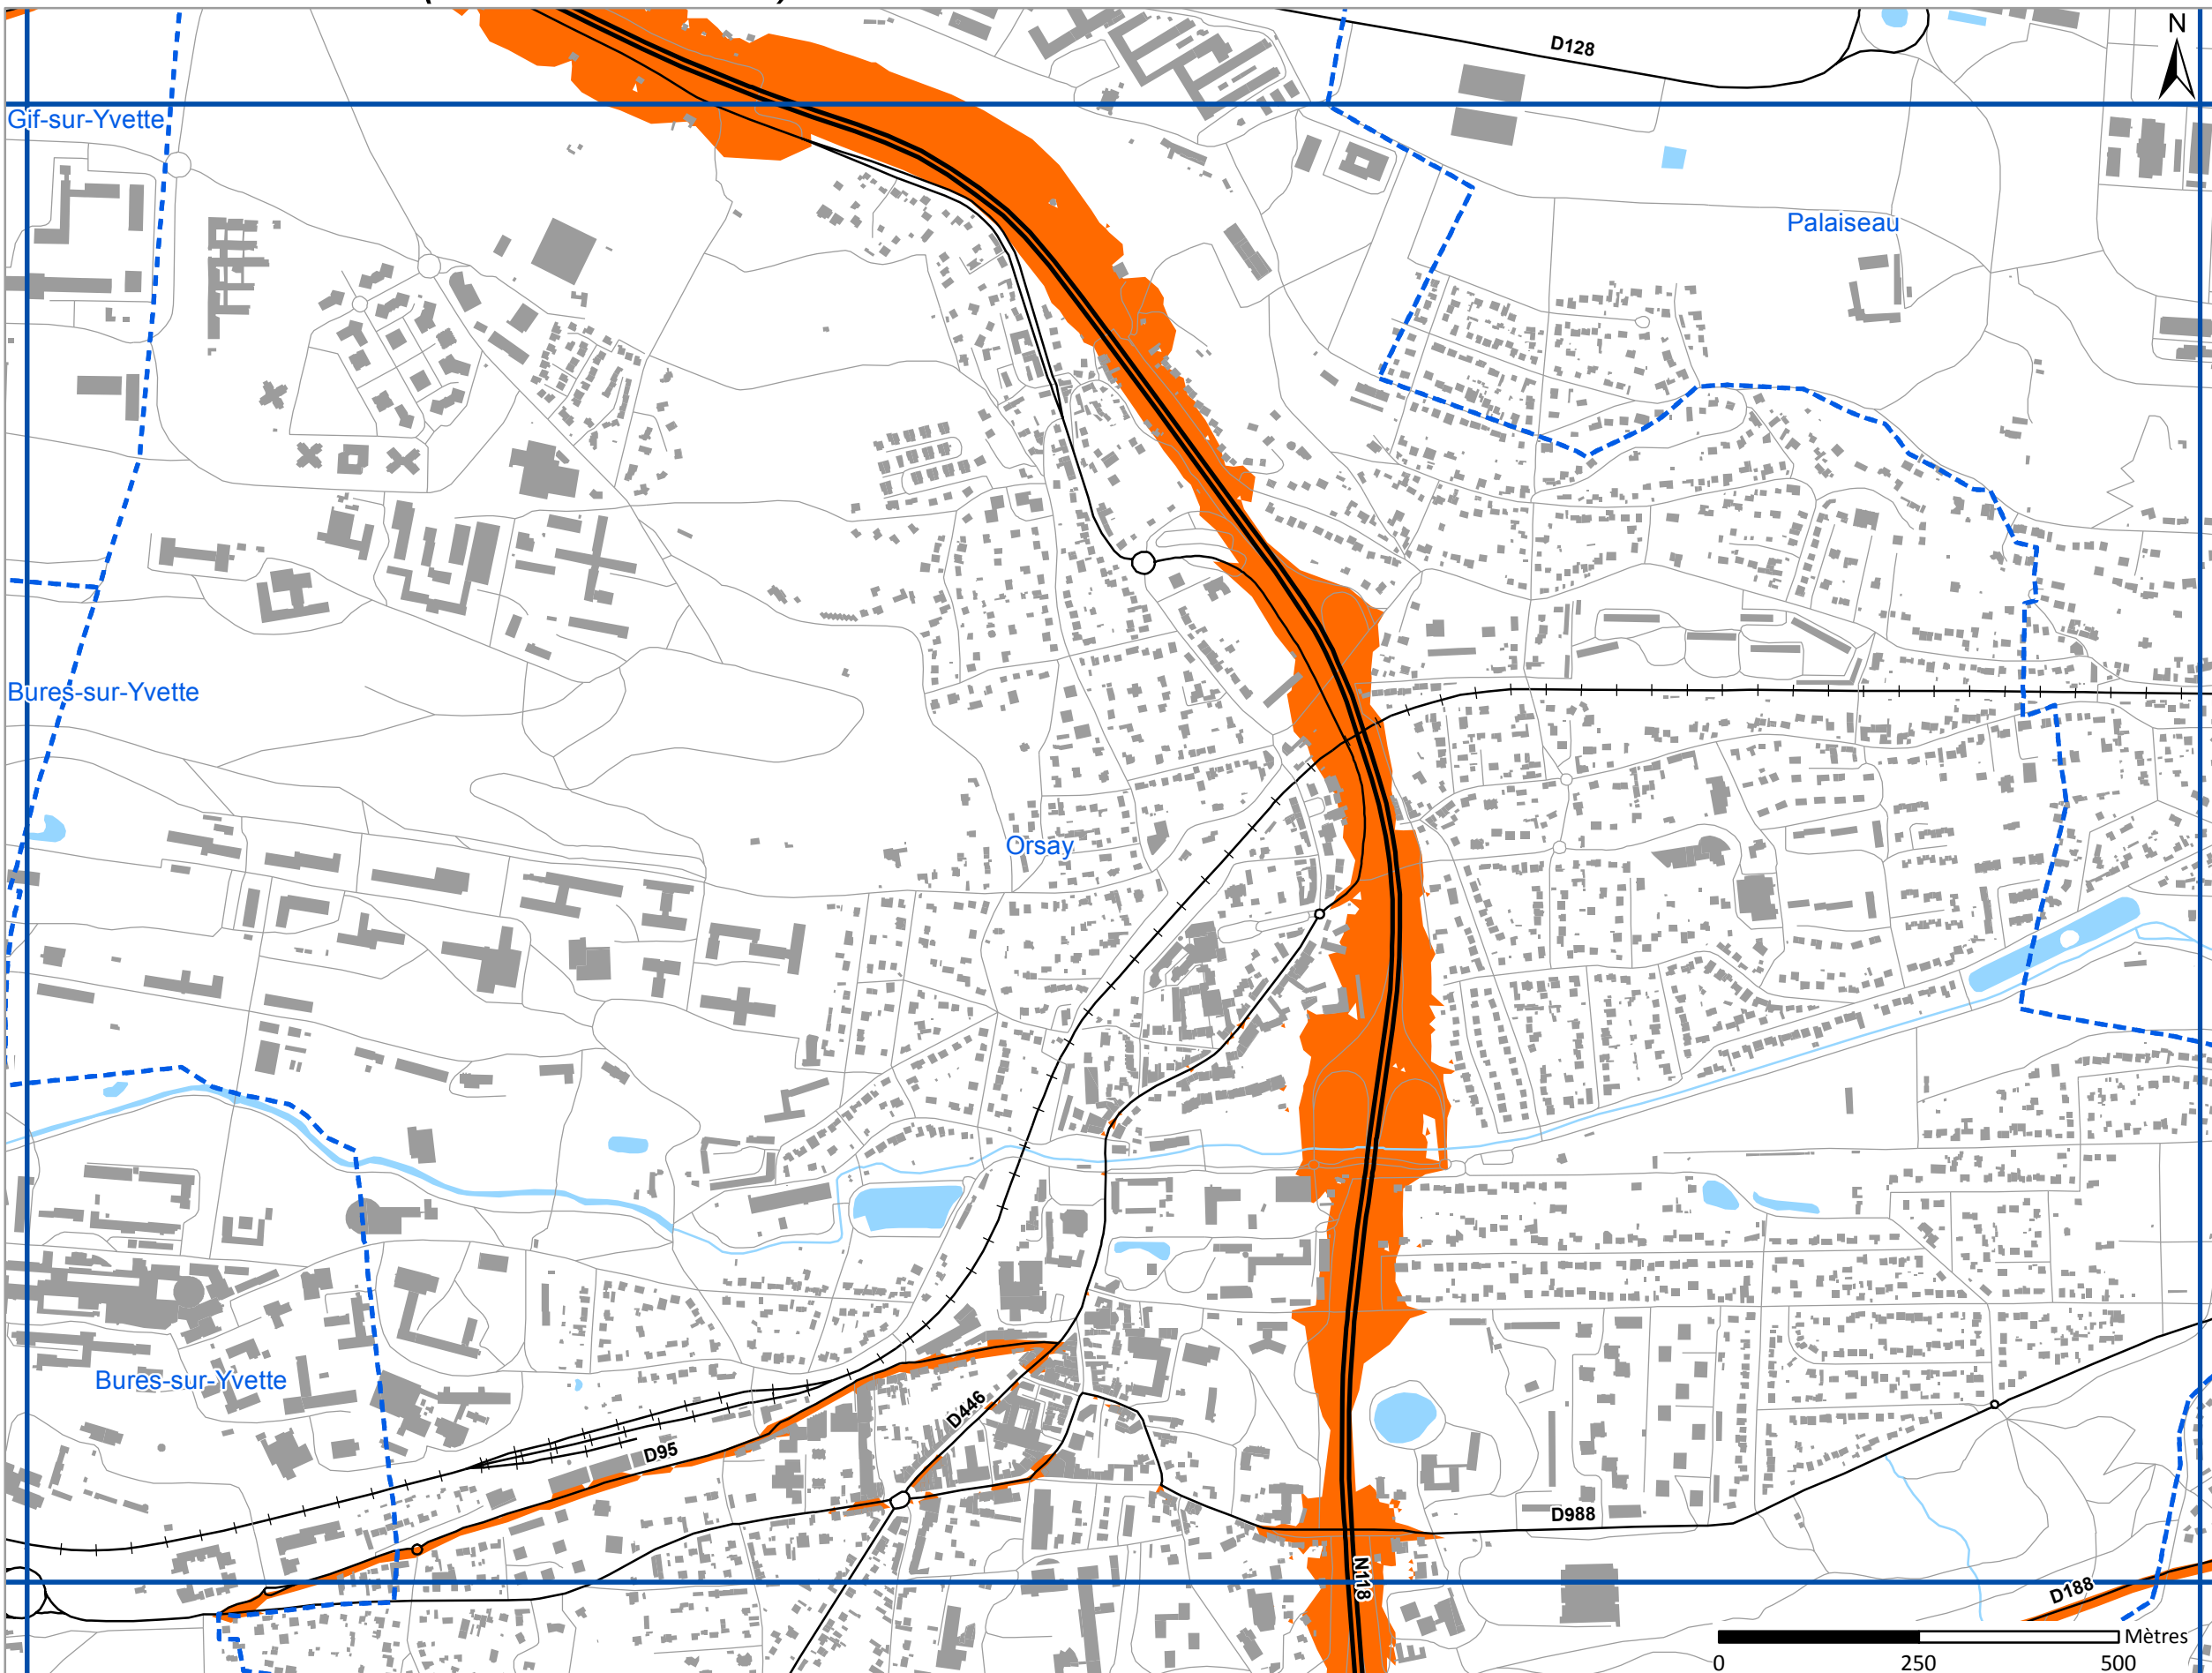 D128
N
Gif-sur-Yvette
Palaiseau
Bures-sur-Yvette
Orsay
Bures-sur-Yvette
D446
D95
D988
N118
D188
Mètres
0 250 500